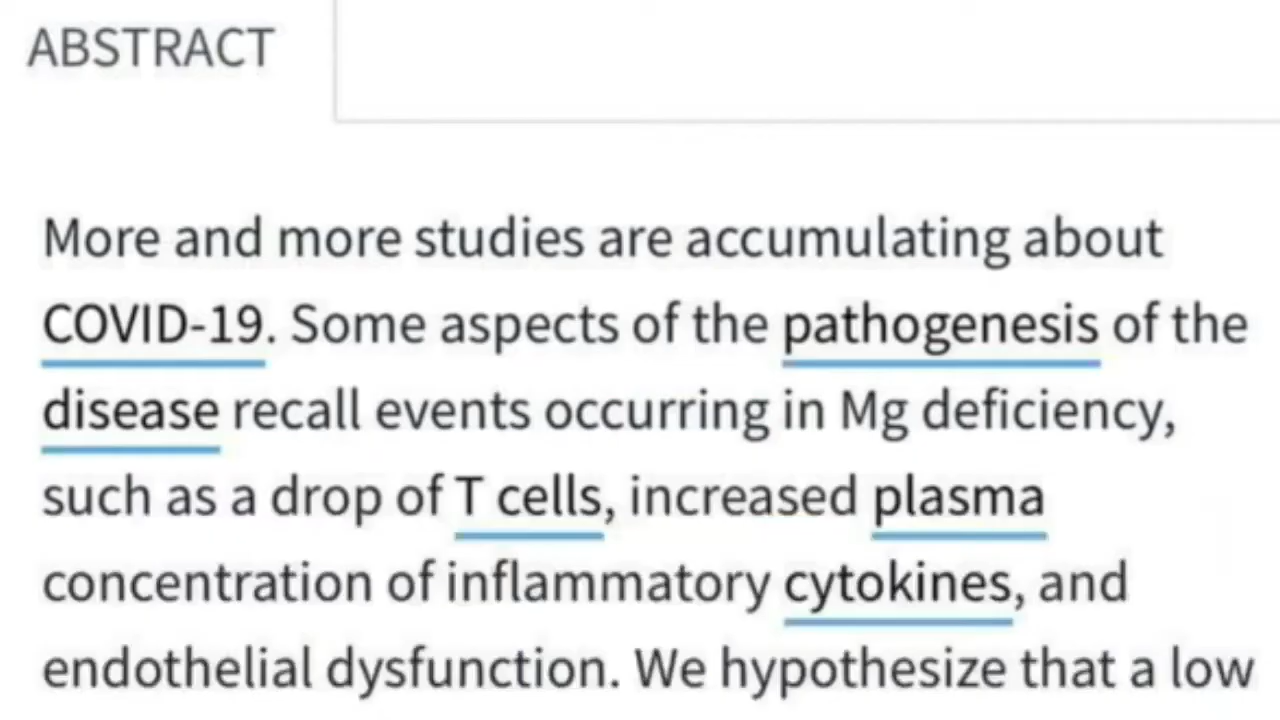 ABSTRACT
More and more studies are accumulating about
COVID-19. Some aspects of the pathogenesis of the
disease recall events occurring in Mg deficiency,
such as a drop of T cells, increased plasma
concentration of inflammatory cytokines, and
endothelial dysfunction. We hypothesize that a low